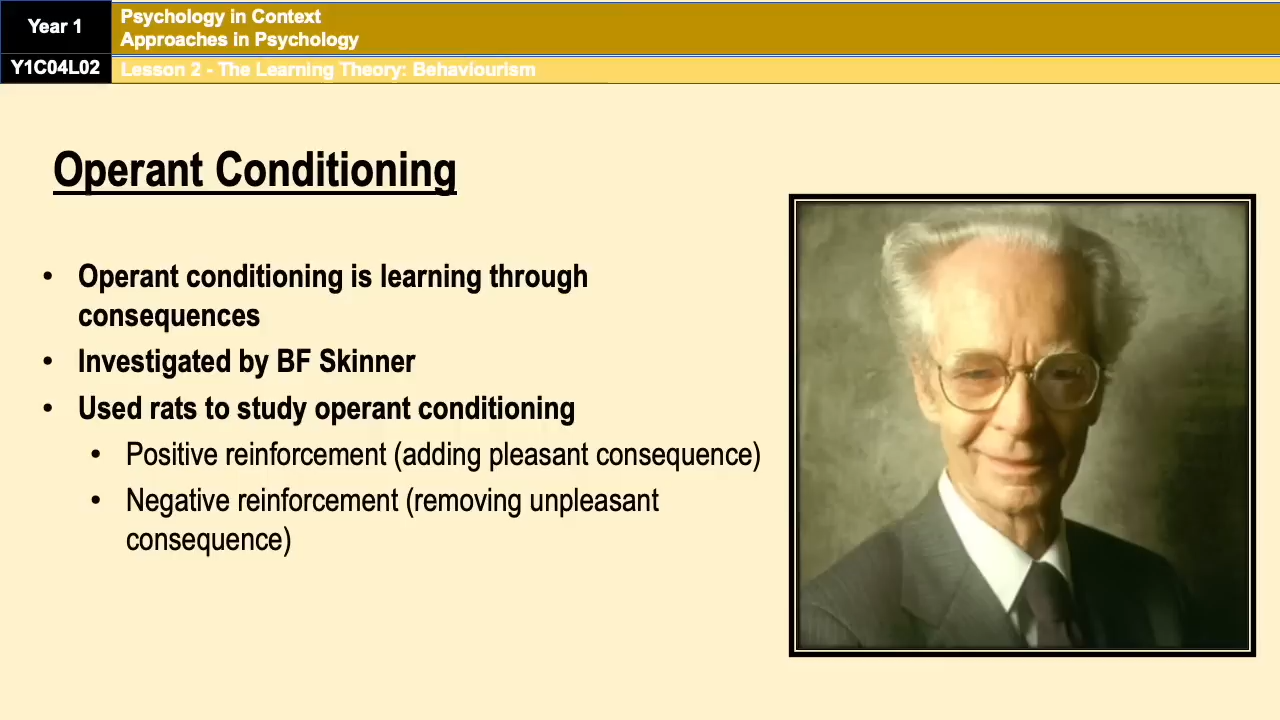 Year 1
Psychology in Context
Approaches in Psychology
Y1C04L02
Lesson 2 - The Learning Theory: Behaviourism
Operant Conditioning
• Operant conditioning is learning through
consequences
• Investigated by BF Skinner
• Used rats to study operant conditioning
• Positive reinforcement (adding pleasant consequence)
• Negative reinforcement (removing unpleasant
consequence)